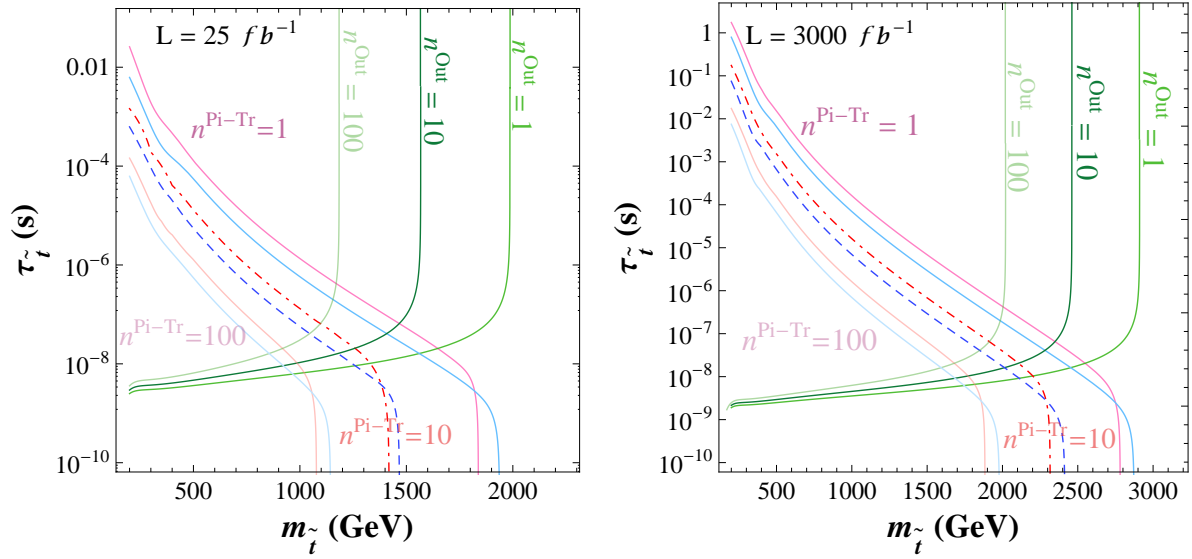 L = 25 fb⁻¹
n^Out = 100
n^Out = 10
n^Out = 1
n^Pi−Tr=1
n^Pi−Tr=100
n^Pi−Tr=10
0.01
10⁻⁴
10⁻⁶
10⁻⁸
10⁻¹⁰
τ_t̃ (s)
500 1000 1500 2000
m_t̃ (GeV)
L = 3000 fb⁻¹
n^Out = 100
n^Out = 10
n^Out = 1
n^Pi−Tr = 1
n^Pi−Tr=100
n^Pi−Tr=10
1
10⁻¹
10⁻²
10⁻³
10⁻⁴
10⁻⁵
10⁻⁶
10⁻⁷
10⁻⁸
10⁻⁹
10⁻¹⁰
τ_t̃ (s)
500 1000 1500 2000 2500 3000
m_t̃ (GeV)